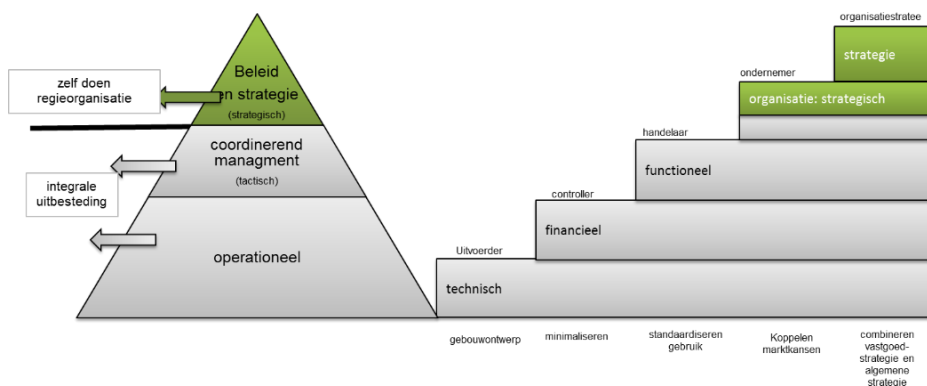 organisatiestratee
strategie
ondernemer
organisatie: strategisch
handelaar
functioneel
controller
financieel
Uitvoerder
technisch
zelf doen
regieorganisatie
Beleid
en strategie
(strategisch)
coordinerend
managment
(tactisch)
integrale
uitbesteding
operationeel
gebouwontwerp
minimaliseren
standaardiseren
gebruik
Koppelen
marktkansen
combineren
vastgoed-
strategie en
algemene
strategie